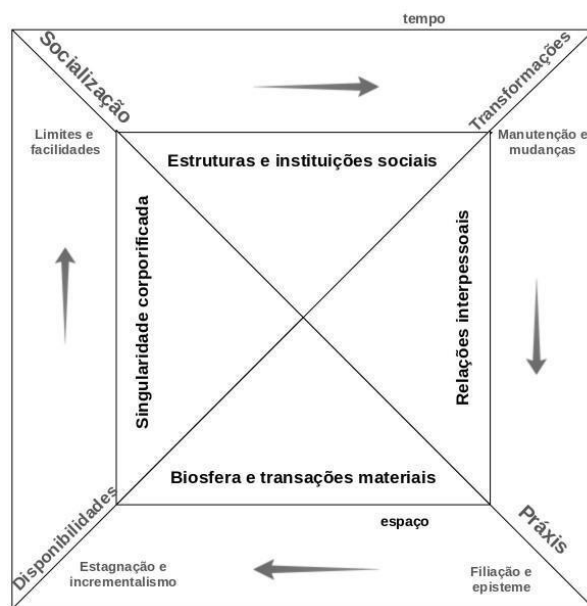 tempo
Socialização
Transformações
Limites e
facilidades
Manutenção e
mudanças
Estruturas e instituições sociais
Singularidade corporificada
Relações interpessoais
Biosfera e transações materiais
espaço
Disponibilidades
Práxis
Estagnação e
incrementalismo
Filiação e
episteme